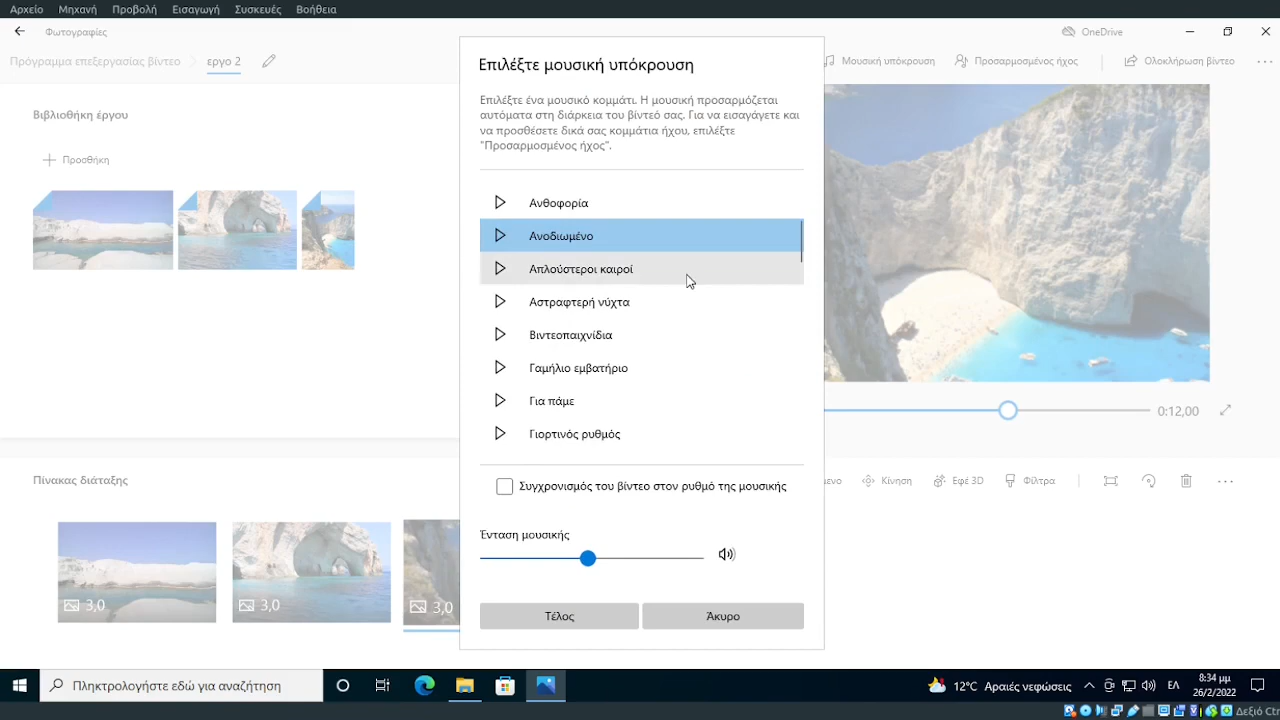 Αρχείο Μηχανή Προβολή Εισαγωγή Συσκευές Βοήθεια
Φωτογραφίες
OneDrive
Πρόγραμμα επεξεργασίας βίντεο
εργο 2
Μουσική υπόκρουση
Προσαρμοσμένος ήχος
Ολοκλήρωση βίντεο
Βιβλιοθήκη έργου
Προσθήκη
Επιλέξτε μουσική υπόκρουση
Επιλέξτε ένα μουσικό κομμάτι. Η μουσική προσαρμόζεται
αυτόματα στη διάρκεια του βίντεό σας. Για να εισαγάγετε και
να προσθέσετε δικά σας κομμάτια ήχου, επιλέξτε
"Προσαρμοσμένος ήχος".
Ανθοφορία
Ανοδιωμένο
Απλούστεροι καιροί
Αστραφτερή νύχτα
Βιντεοπαιχνίδια
Γαμήλιο εμβατήριο
Για πάμε
Γιορτινός ρυθμός
Συγχρονισμός του βίντεο στον ρυθμό της μουσικής
Ένταση μουσικής
Τέλος
Άκυρο
0:12,00
Πίνακας διάταξης
Κίνηση
Εφέ 3D
Φίλτρα
3,0
3,0
3,0
Πληκτρολογήστε εδώ για αναζήτηση
12°C Αραιές νεφώσεις
ΕΛ
8:34 μμ
26/2/2022
Δεξιό Ctr